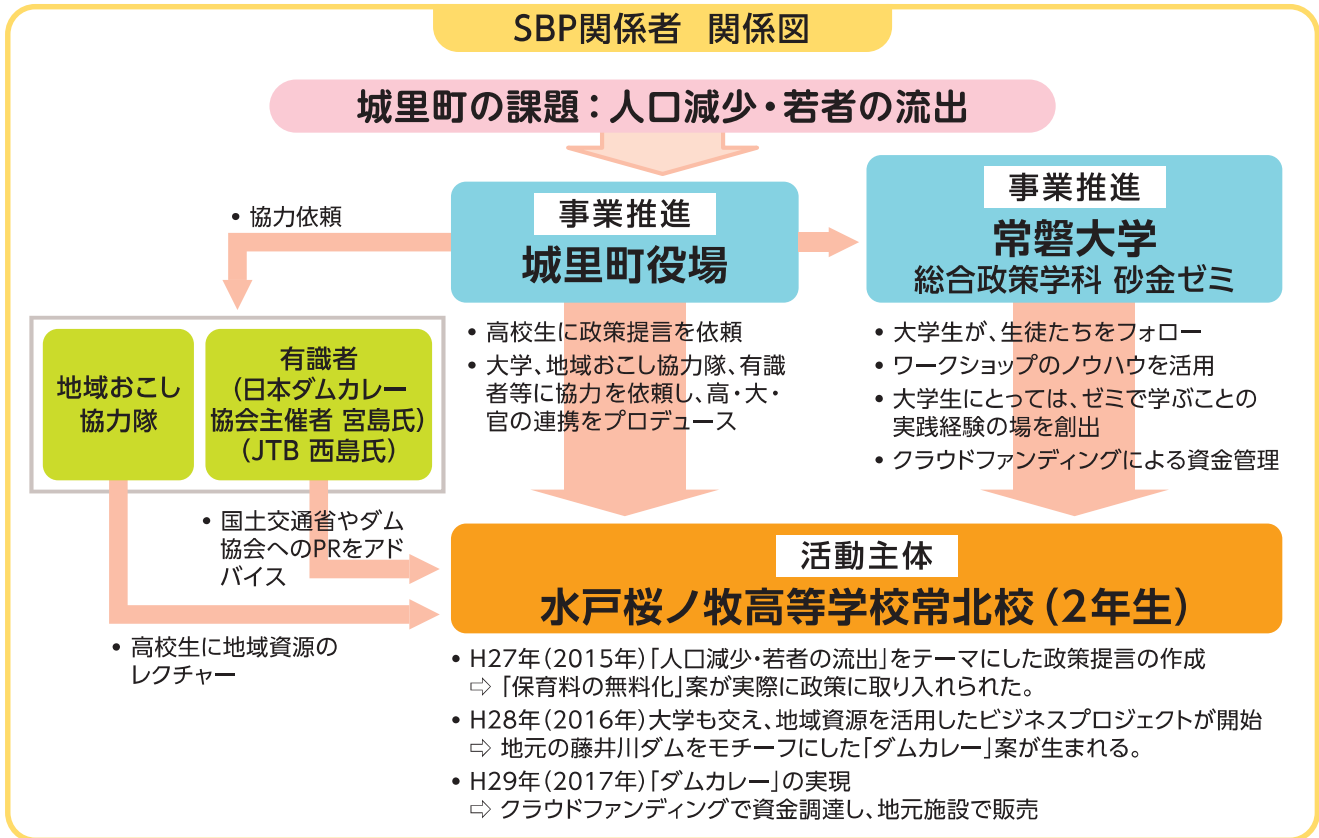 SBP関係者 関係図
城里町の課題：人口減少・若者の流出
・協力依頼
事業推進
城里町役場
事業推進
常磐大学
総合政策学科 砂金ゼミ
地域おこし
協力隊
有識者
（日本ダムカレー
協会主催者 宮島氏）
（JTB 西島氏）
・高校生に政策提言を依頼
・大学、地域おこし協力隊、有識
者等に協力を依頼し、高・大・
官の連携をプロデュース
・大学生が、生徒たちをフォロー
・ワークショップのノウハウを活用
・大学生にとっては、ゼミで学ぶことの
実践経験の場を創出
・クラウドファンディングによる資金管理
・国土交通省やダム
協会へのPRをアド
バイス
・高校生に地域資源の
レクチャー
活動主体
水戸桜ノ牧高等学校常北校（2年生）
・H27年（2015年）「人口減少・若者の流出」をテーマにした政策提言の作成
⇨「保育料の無料化」案が実際に政策に取り入れられた。
・H28年（2016年）大学も交え、地域資源を活用したビジネスプロジェクトが開始
⇨ 地元の藤井川ダムをモチーフにした「ダムカレー」案が生まれる。
・H29年（2017年）「ダムカレー」の実現
⇨ クラウドファンディングで資金調達し、地元施設で販売